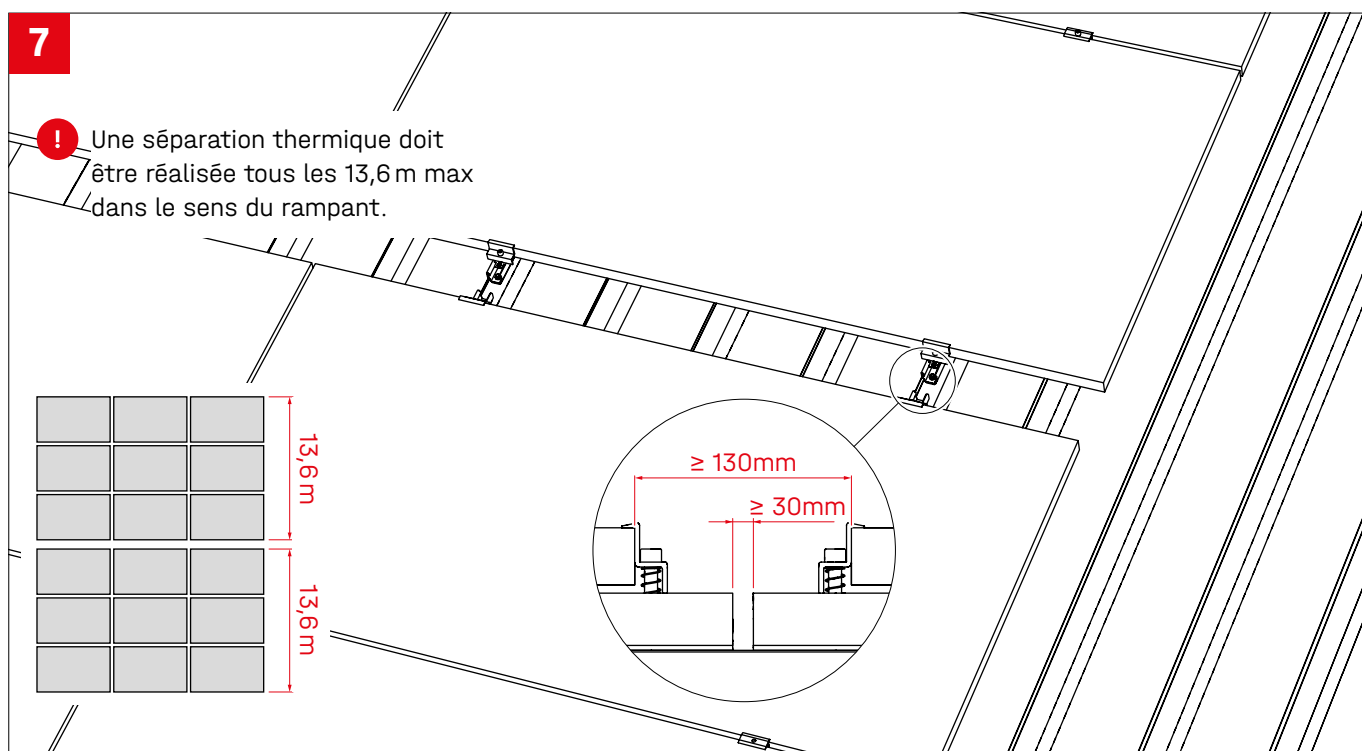 7
! Une séparation thermique doit
être réalisée tous les 13,6 m max
dans le sens du rampant.
13,6 m
13,6 m
≥ 130mm
≥ 30mm